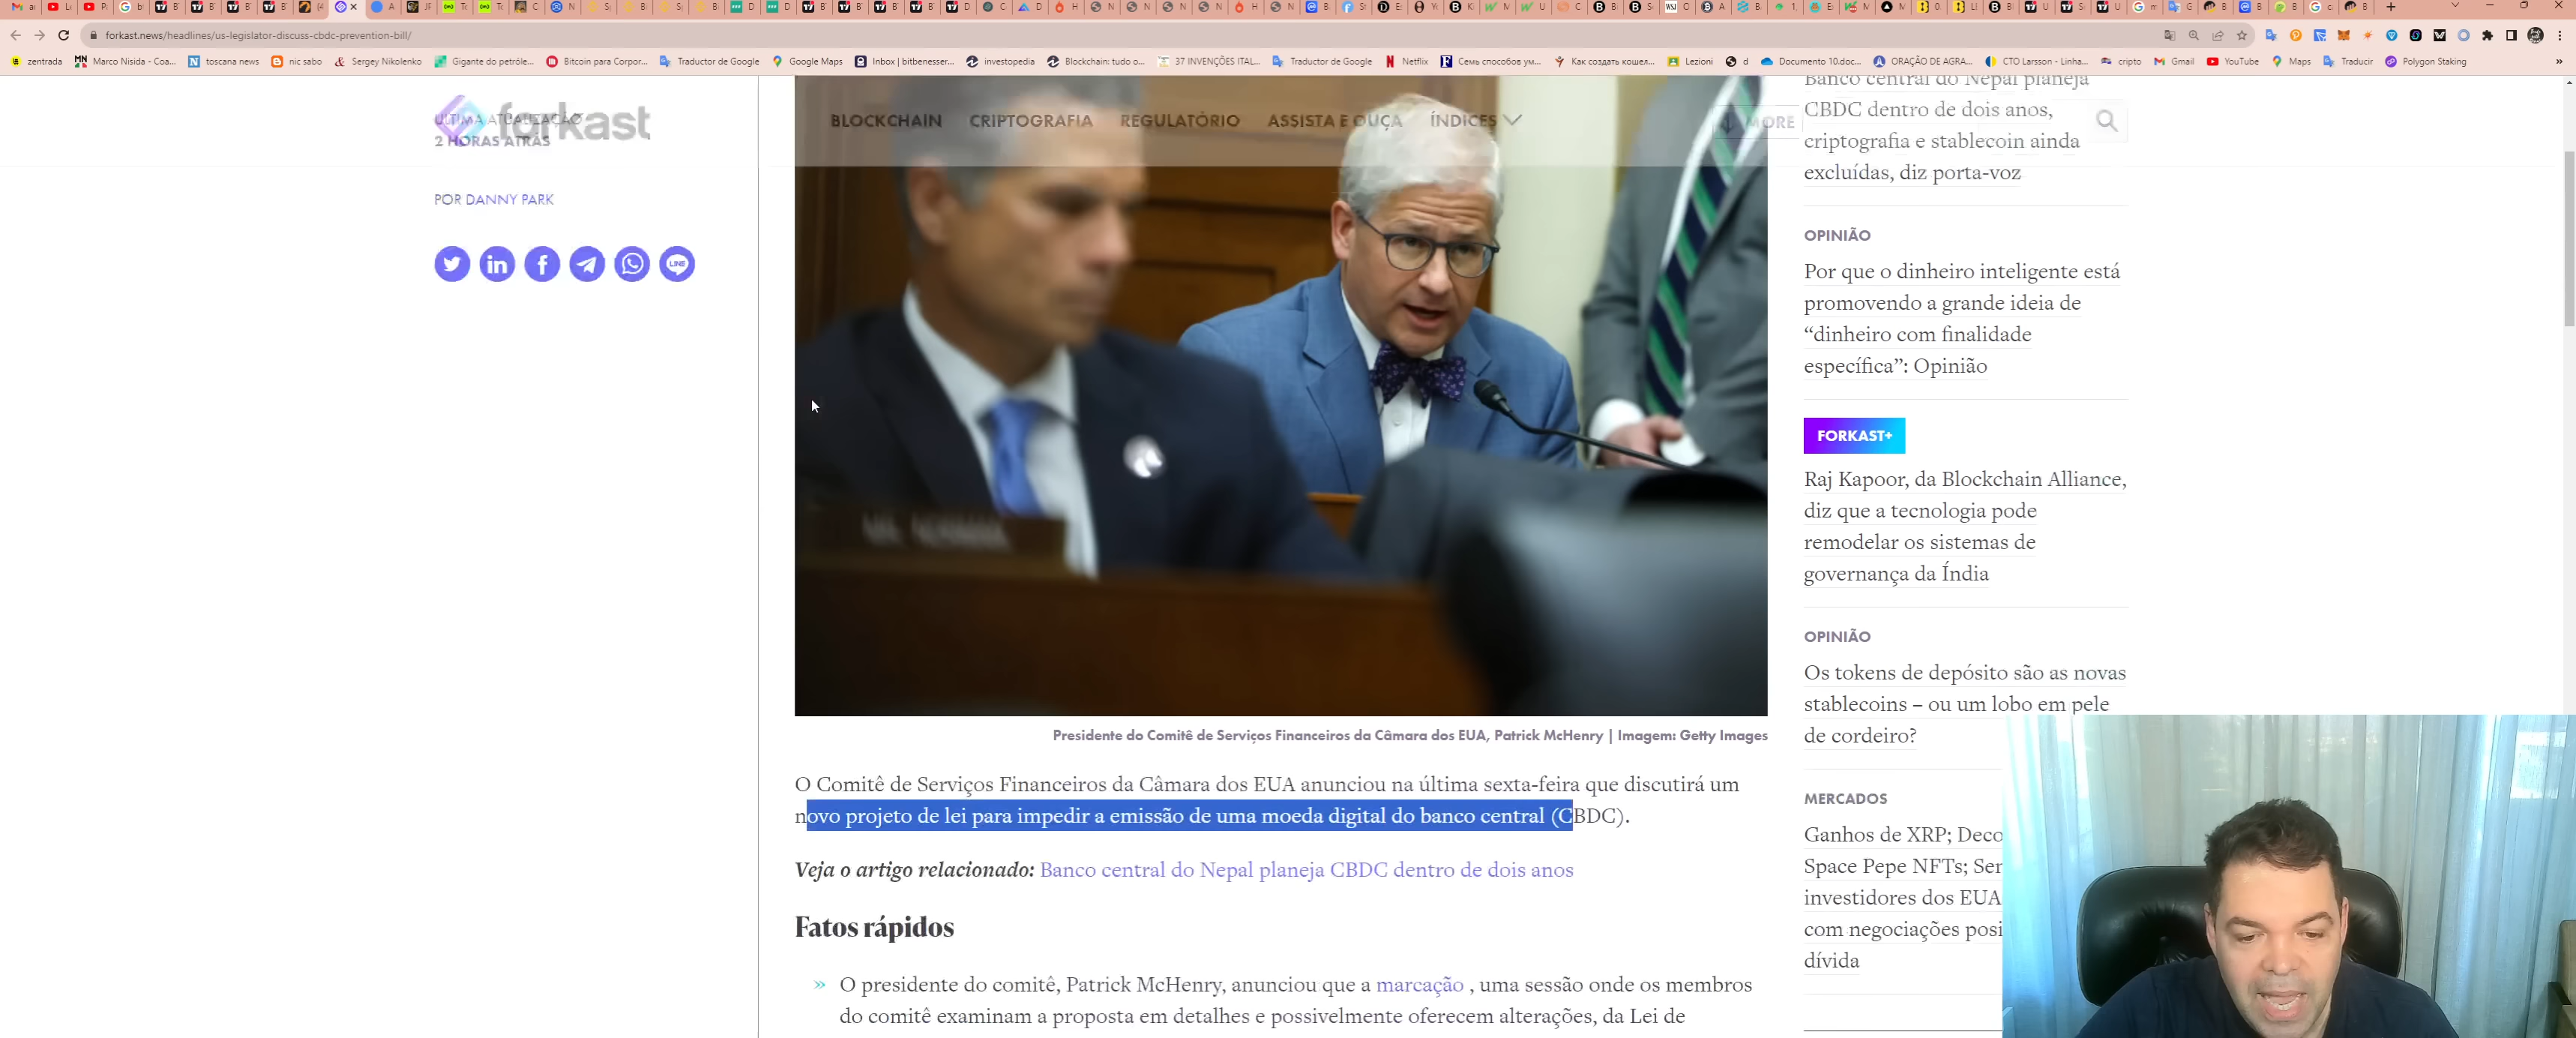 forkast.news/headlines/us-legislator-discuss-cbdc-prevention-bill/
zentrada
Marco Nisida - Coa...
toscana news
nic sabo
Sergey Nikolenko
Gigante do petróle...
Bitcoin para Corpor...
Traductor de Google
Google Maps
Inbox | bitbenesser...
investopedia
Blockchain: tudo o...
37 INVENÇÕES ITAL...
Traductor de Google
Netflix
Семь способов ум...
Как создать кошел...
Lezioni
d
Documento 10.doc...
ORAÇÃO DE AGRA...
CTO Larsson - Linha...
cripto
Gmail
YouTube
Maps
Traducir
Polygon Staking
»
forkast
ÚLTIMA ATUALIZAÇÃO
2 HORAS ATRÁS
POR DANNY PARK
LINE
BLOCKCHAIN
CRIPTOGRAFIA
REGULATÓRIO
ASSISTA E OUÇA
ÍNDICES
MORE
MR. NORMAN
Presidente do Comitê de Serviços Financeiros da Câmara dos EUA, Patrick McHenry | Imagem: Getty Images
O Comitê de Serviços Financeiros da Câmara dos EUA anunciou na última sexta-feira que discutirá um
novo projeto de lei para impedir a emissão de uma moeda digital do banco central (CBDC).
Veja o artigo relacionado: Banco central do Nepal planeja CBDC dentro de dois anos
Fatos rápidos
» O presidente do comitê, Patrick McHenry, anunciou que a marcação , uma sessão onde os membros
do comitê examinam a proposta em detalhes e possivelmente oferecem alterações, da Lei de
Banco central do Nepal planeja
CBDC dentro de dois anos,
criptografia e stablecoin ainda
excluídas, diz porta-voz
OPINIÃO
Por que o dinheiro inteligente está
promovendo a grande ideia de
“dinheiro com finalidade
específica”: Opinião
FORKAST+
Raj Kapoor, da Blockchain Alliance,
diz que a tecnologia pode
remodelar os sistemas de
governança da Índia
OPINIÃO
Os tokens de depósito são as novas
stablecoins – ou um lobo em pele
de cordeiro?
MERCADOS
Ganhos de XRP; Deco
Space Pepe NFTs; Ser
investidores dos EUA
com negociações posi
dívida